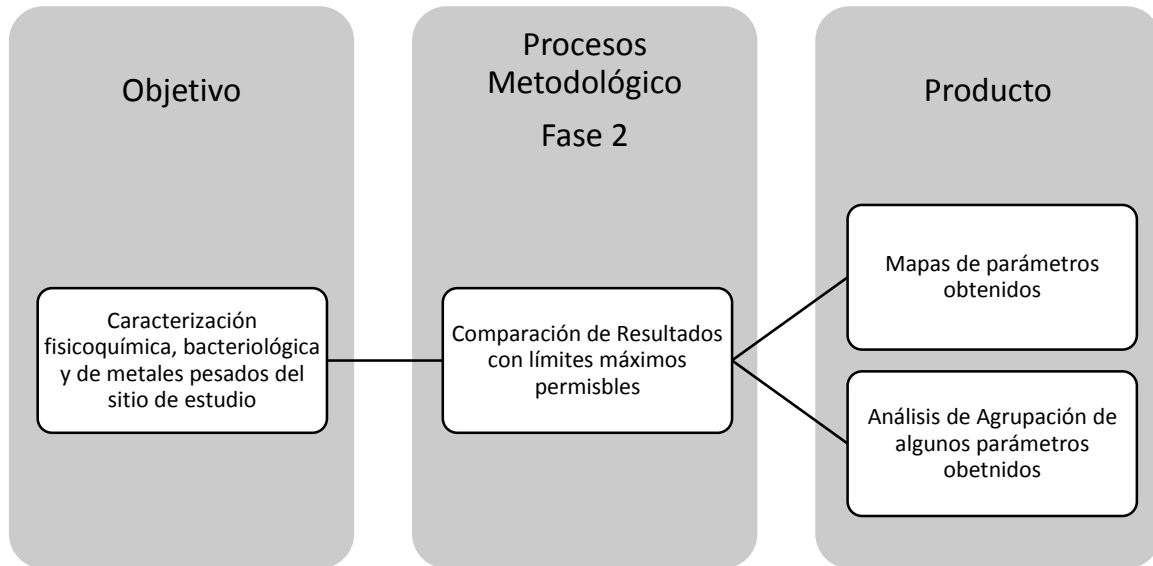 Objetivo
Procesos
Metodológico
Fase 2
Producto
Caracterización
fisicoquímica, bacteriológica
y de metales pesados del
sitio de estudio
Comparación de Resultados
con límites máximos
permisbles
Mapas de parámetros
obtenidos
Análisis de Agrupación de
algunos parámetros
obetnidos